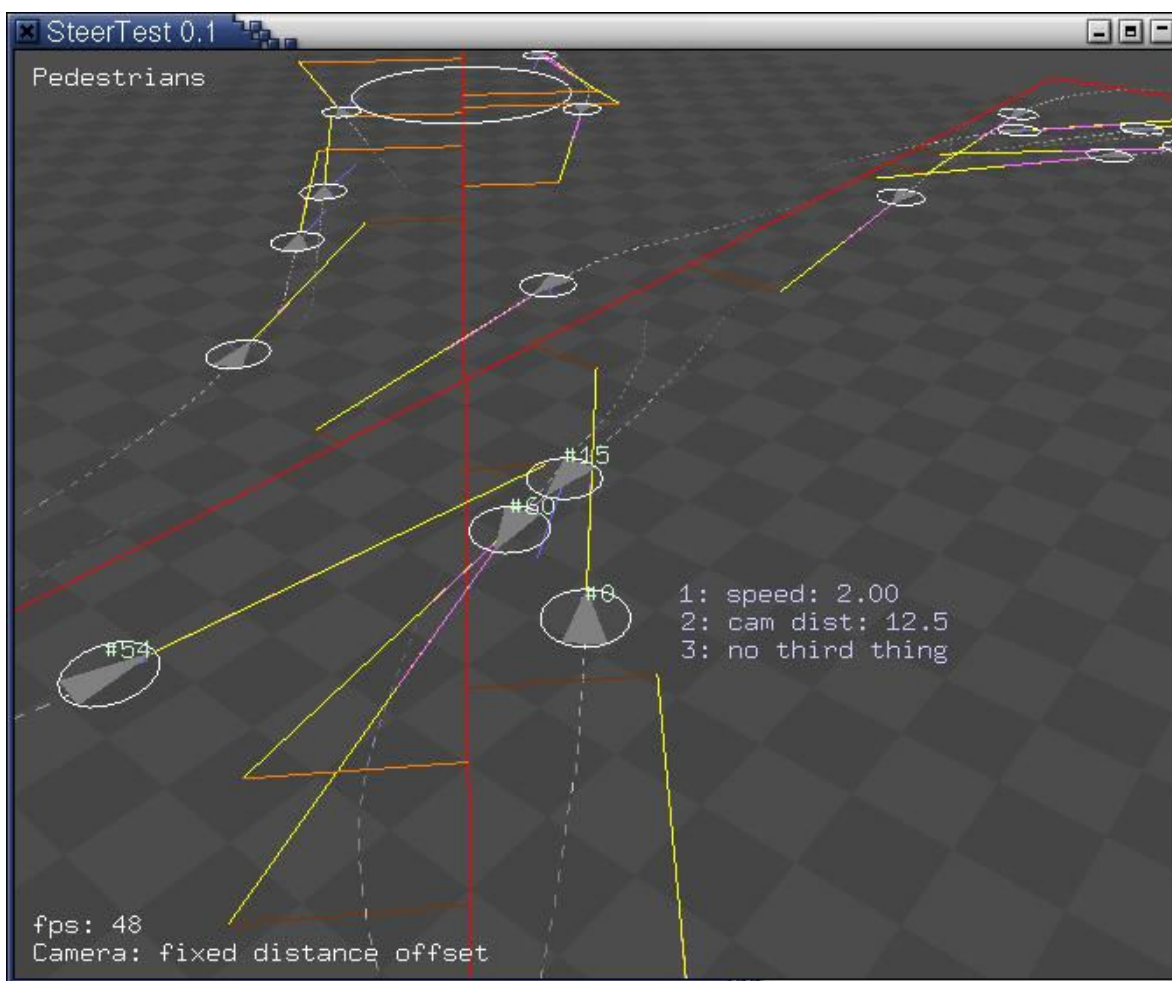 SteerTest 0.1
Pedestrians
#15
#60
#0
#54
1: speed: 2.00
2: cam dist: 12.5
3: no third thing
fps: 48
Camera: fixed distance offset